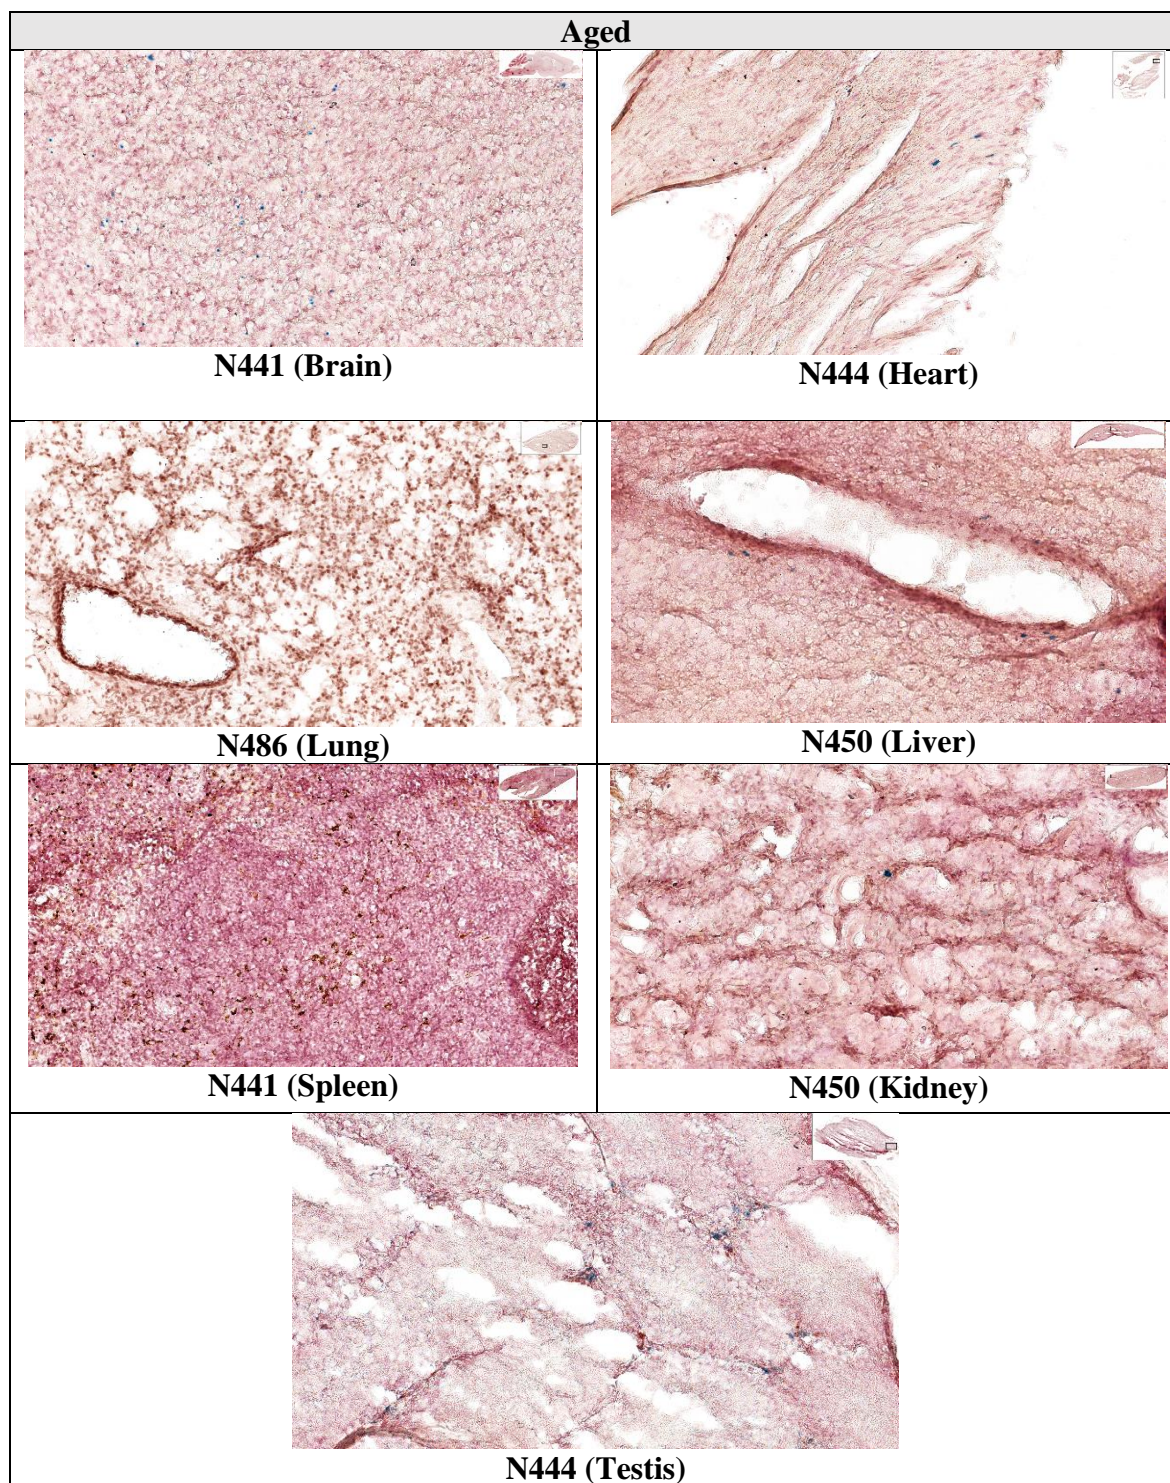 Aged
N441 (Brain)
N444 (Heart)
N486 (Lung)
N450 (Liver)
N441 (Spleen)
N450 (Kidney)
N444 (Testis)